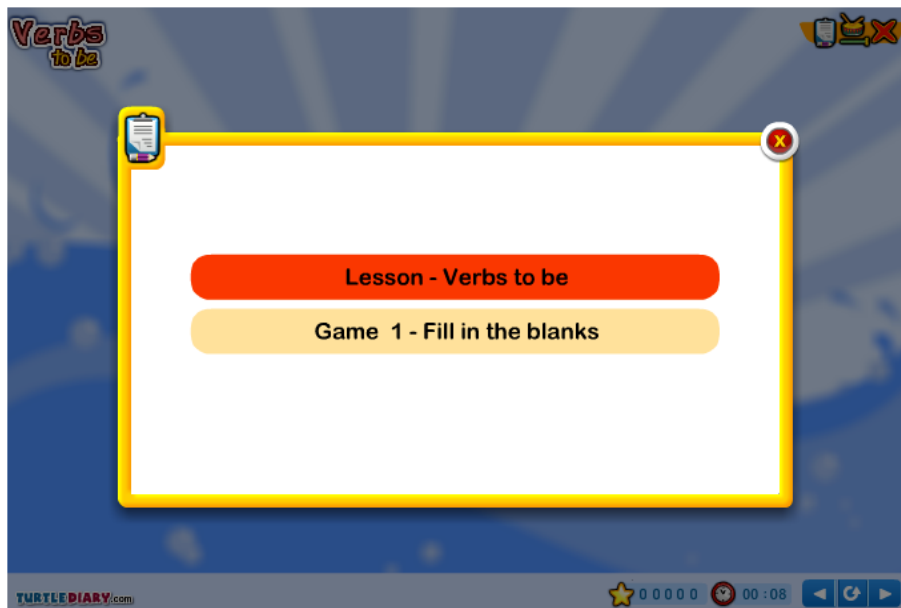 Verbs
to be
X
Lesson - Verbs to be
Game 1 - Fill in the blanks
TURTLEDIARY.com
00000 00:08